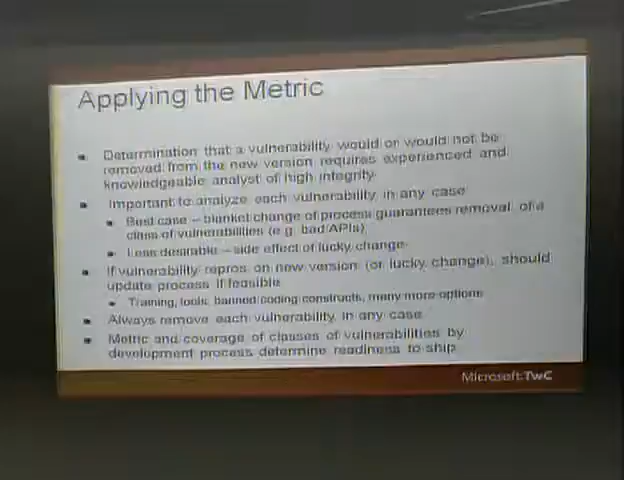 Applying the Metric
Determination that a vulnerability would or would not be
removed from the new version requires experienced and
knowledgeable analyst of high integrity
Important to analyze each vulnerability in any case
Best case – blanket change of process guarantees removal of a
class of vulnerabilities (e.g. bad APIs)
Less desirable – side effect of lucky change
If vulnerability repros on new version (or lucky change), should
update process if feasible
Training, tools, banned coding constructs, many more options
Always remove each vulnerability in any case
Metric and coverage of classes of vulnerabilities by
development process determine readiness to ship
Microsoft TwC